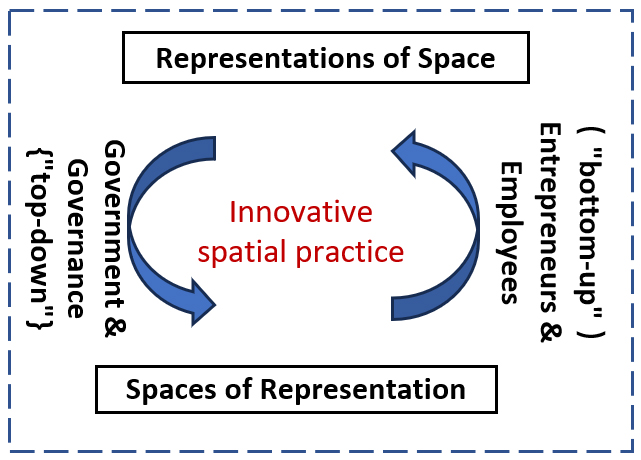 Representations of Space
Government &
Governance
{"top-down"}
Innovative
spatial practice
( "bottom-up" )
Entrepreneurs &
Employees
Spaces of Representation